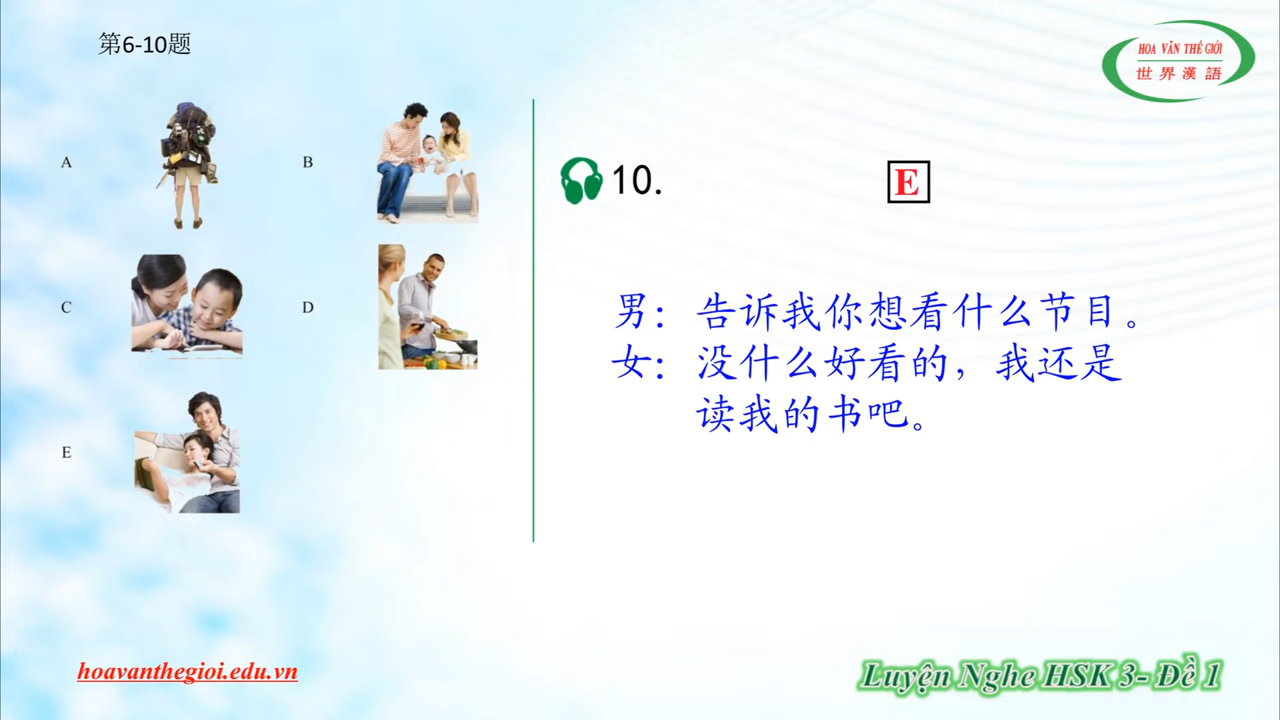 第6-10题
HOA VĂN THẾ GIỚI
世界漢語
A
B
C
D
E
10.
E
男：告诉我你想看什么节目。
女：没什么好看的，我还是
读我的书吧。
hoavanthegioi.edu.vn
Luyện Nghe HSK 3- Đề 1